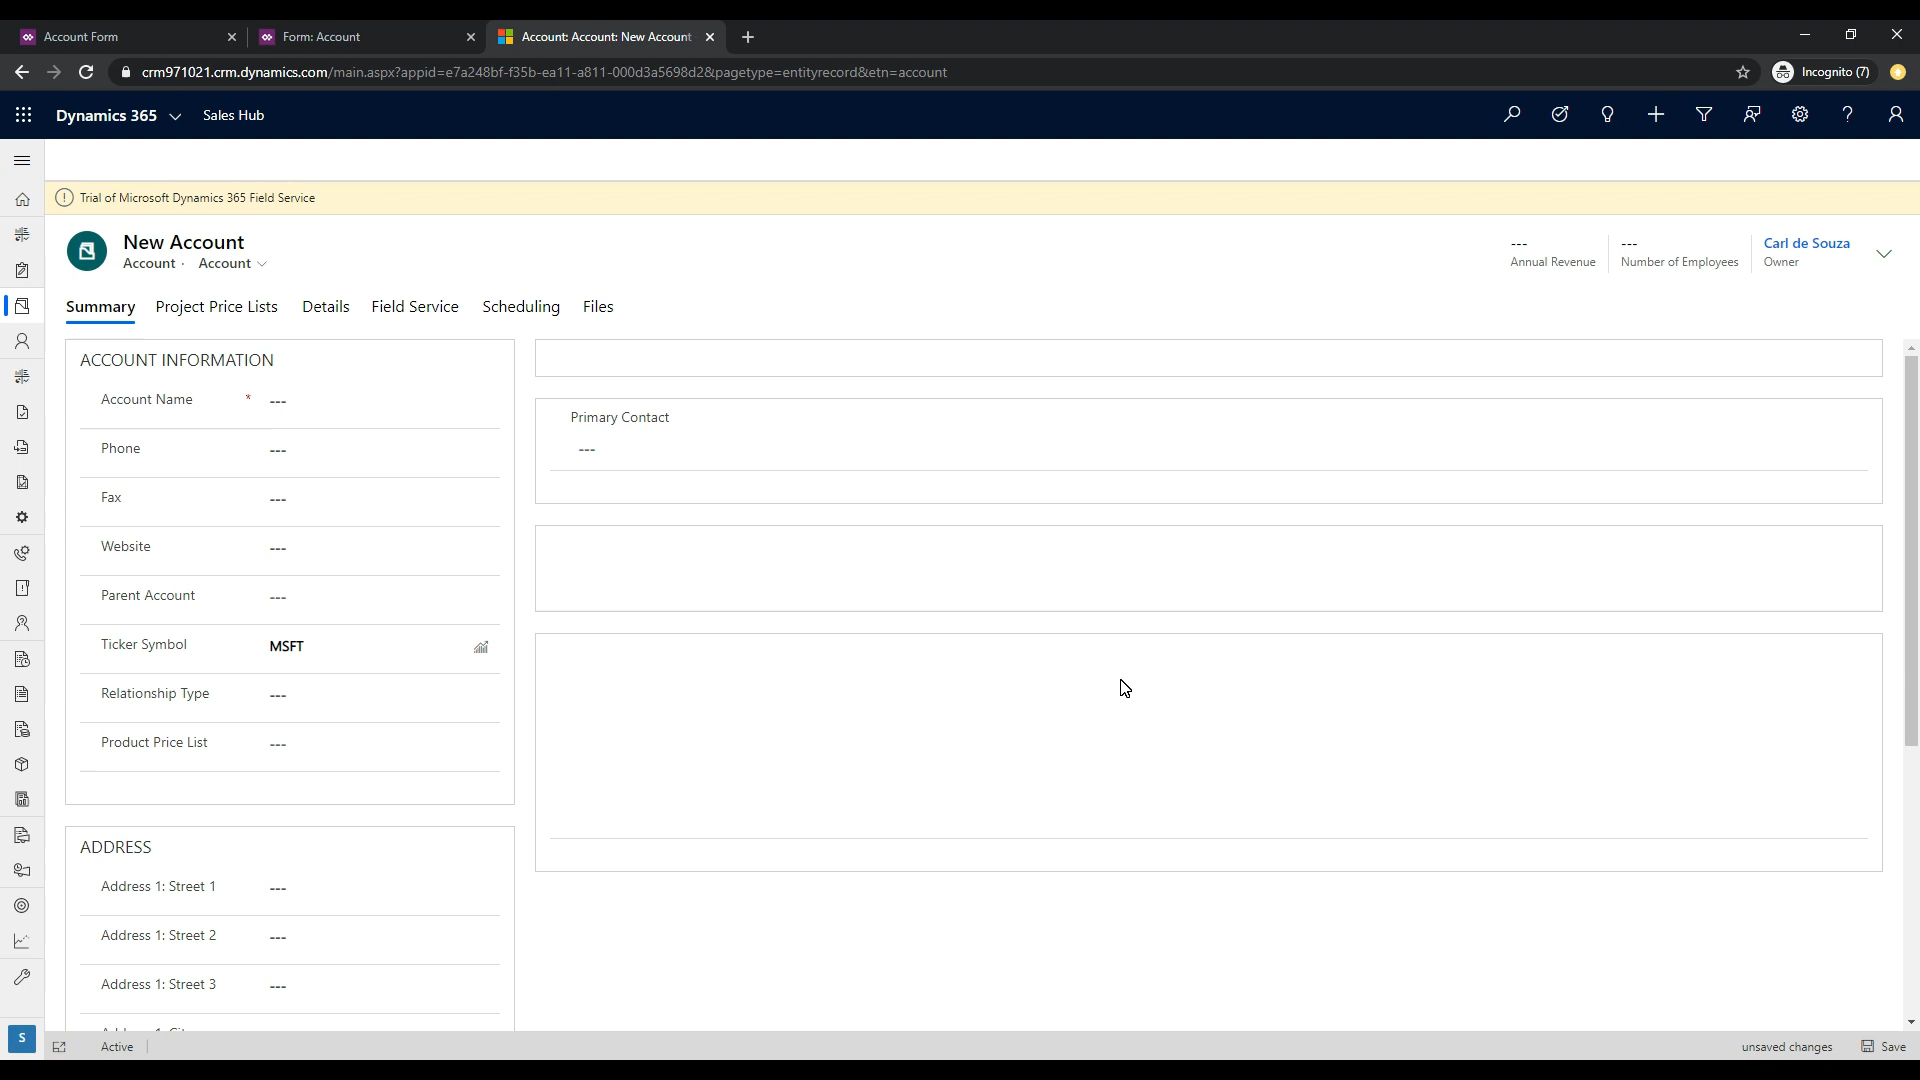 Account Form
Form: Account
Account: Account: New Account
crm971021.crm.dynamics.com/main.aspx?appid=e7a248bf-f35b-ea11-a811-000d3a5698d2&pagetype=entityrecord&etn=account
Incognito (7)
Dynamics 365
Sales Hub
Trial of Microsoft Dynamics 365 Field Service
New Account
Account · Account
---
Annual Revenue
---
Number of Employees
Carl de Souza
Owner
Summary
Project Price Lists
Details
Field Service
Scheduling
Files
ACCOUNT INFORMATION
Account Name * ---
Phone ---
Fax ---
Website ---
Parent Account ---
Ticker Symbol MSFT
Relationship Type ---
Product Price List ---
Primary Contact
---
ADDRESS
Address 1: Street 1 ---
Address 1: Street 2 ---
Address 1: Street 3 ---
S
Active
unsaved changes
Save